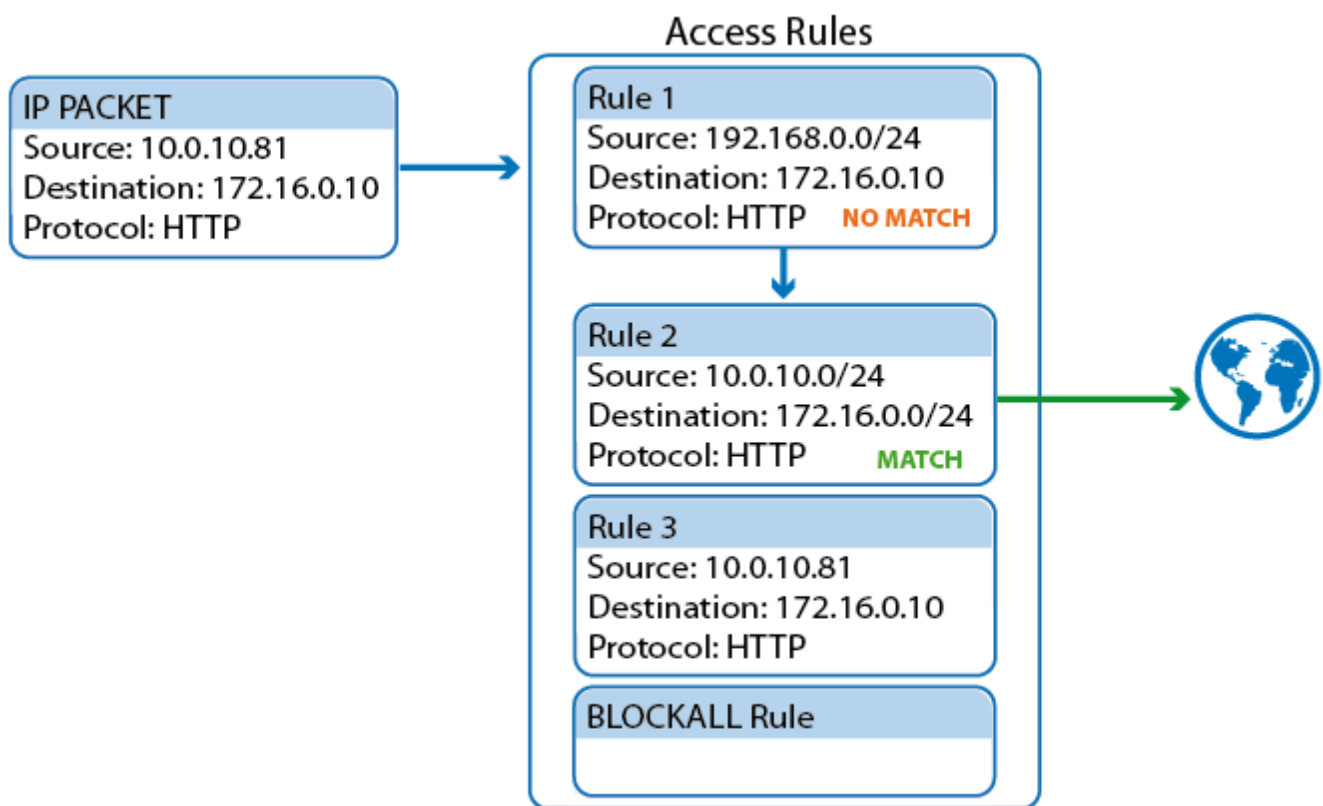 Access Rules
IP PACKET
Source: 10.0.10.81
Destination: 172.16.0.10
Protocol: HTTP
Rule 1
Source: 192.168.0.0/24
Destination: 172.16.0.10
Protocol: HTTP NO MATCH
Rule 2
Source: 10.0.10.0/24
Destination: 172.16.0.0/24
Protocol: HTTP MATCH
Rule 3
Source: 10.0.10.81
Destination: 172.16.0.10
Protocol: HTTP
BLOCKALL Rule